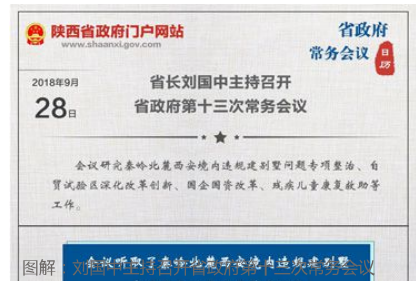 陕西省政府门户网站
www.shaanxi.gov.com
省政府
常务会议
日历
2018年9月
28日
省长刘国中主持召开
省政府第十三次常务会议
会议研究秦岭北麓西安境内违规建别墅问题专项整治、自
贸试验区深化改革创新、国企国资改革、残疾儿童康复救助等
工作。
会议听取了秦岭北麓西安境内违规建别墅
图解：刘国中主持召开省政府第十三次常务会议